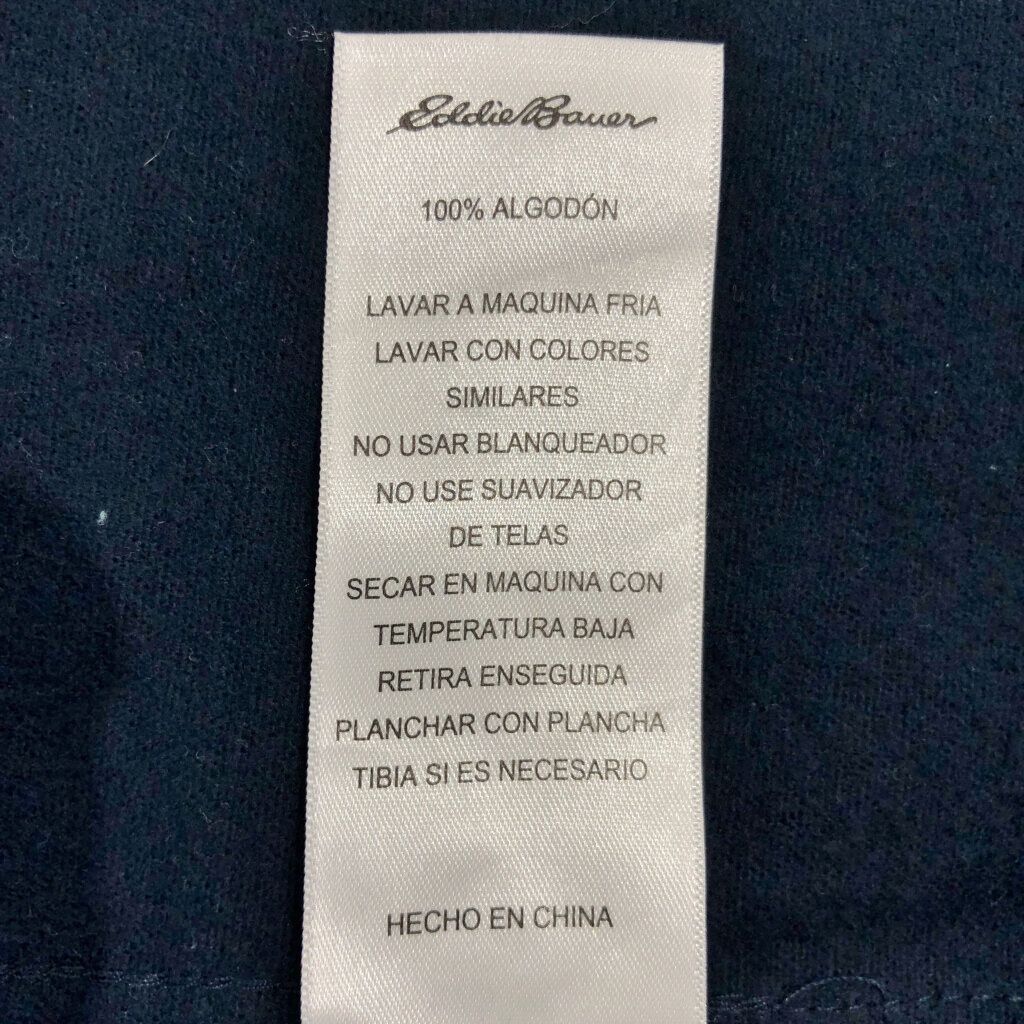 Eddie Bauer
100% ALGODÓN
LAVAR A MAQUINA FRIA
LAVAR CON COLORES
SIMILARES
NO USAR BLANQUEADOR
NO USE SUAVIZADOR
DE TELAS
SECAR EN MAQUINA CON
TEMPERATURA BAJA
RETIRA ENSEGUIDA
PLANCHAR CON PLANCHA
TIBIA SI ES NECESARIO
HECHO EN CHINA